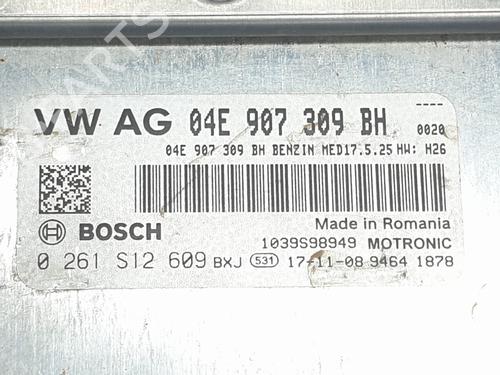 VW AG 04E 907 309 BH ----
0020
04E 907 309 BH BENZIN MED17.5.25 HW: H26
Made in Romania
BOSCH 1039S98949 MOTRONIC
0 261 S12 609 BXJ 531 17-11-08 9464 1878